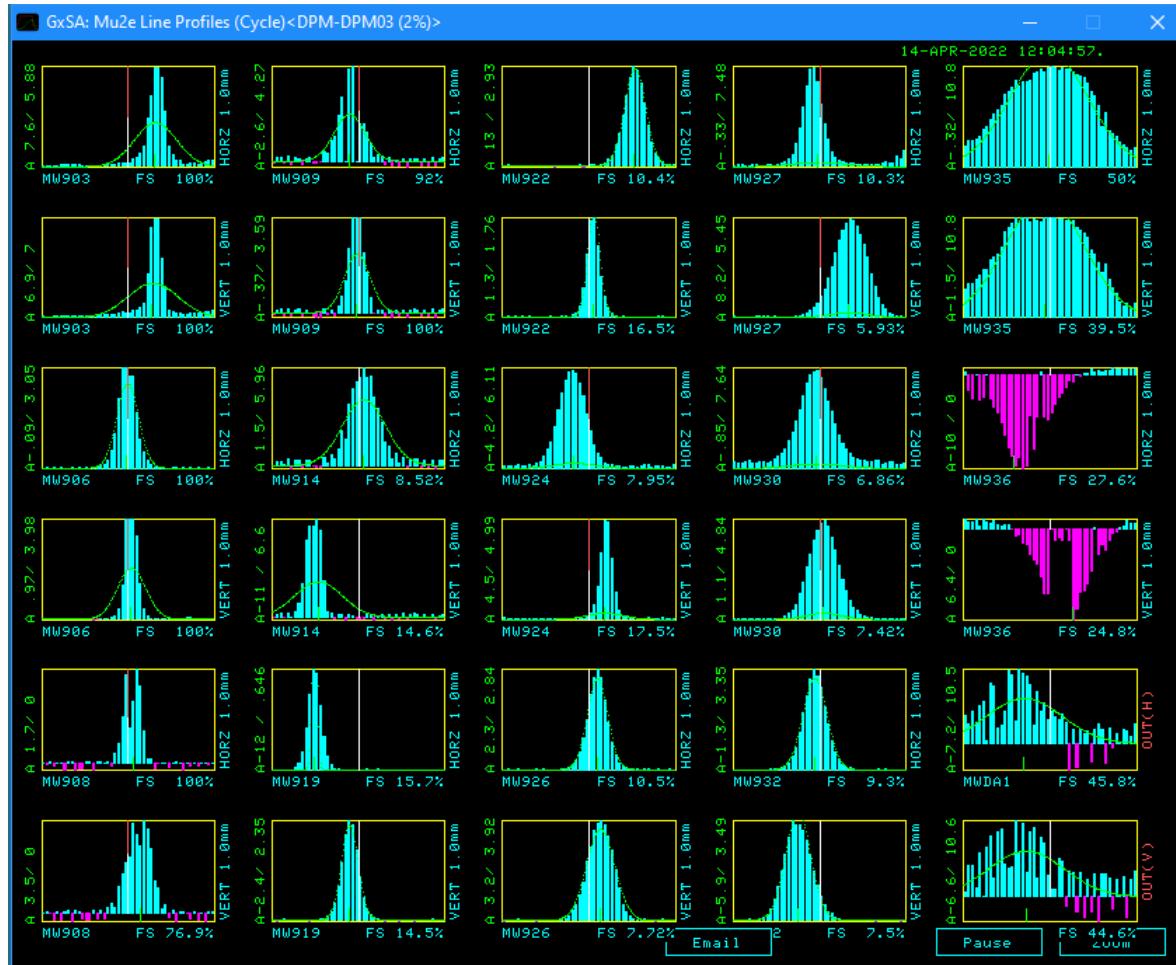 GxSA: Mu2e Line Profiles (Cycle)<DPM-DPM03 (2%)>
14-APR-2022 12:04:57.
A 7.6/ 5.88 HORZ 1.0mm
MW903 FS 100%
A-2.6/ 4.27 HORZ 1.0mm
MW909 FS 92%
A 13 / 2.93 HORZ 1.0mm
MW922 FS 10.4%
A-.33/ 7.48 HORZ 1.0mm
MW927 FS 10.3%
A-.32/ 10.8 HORZ 1.0mm
MW935 FS 50%
A 6.9/ 7 VERT 1.0mm
MW903 FS 100%
A-.37/ 3.59 VERT 1.0mm
MW909 FS 100%
A 1.3/ 1.76 VERT 1.0mm
MW922 FS 16.5%
A 8.2/ 5.45 VERT 1.0mm
MW927 FS 5.93%
A-1.5/ 10.8 VERT 1.0mm
MW935 FS 39.5%
A-.09/ 3.05 HORZ 1.0mm
MW906 FS 100%
A 1.5/ 5.96 HORZ 1.0mm
MW914 FS 8.52%
A-4.2/ 6.11 HORZ 1.0mm
MW924 FS 7.95%
A-.85/ 7.64 HORZ 1.0mm
MW930 FS 6.86%
A-10 / 0 HORZ 1.0mm
MW936 FS 27.6%
A .97/ 3.98 VERT 1.0mm
MW906 FS 100%
A-11 / 6.6 VERT 1.0mm
MW914 FS 14.6%
A 4.5/ 4.99 VERT 1.0mm
MW924 FS 17.5%
A 1.1/ 4.84 VERT 1.0mm
MW930 FS 7.42%
A 6.4/ 0 VERT 1.0mm
MW936 FS 24.8%
A 1.7/ 0 HORZ 1.0mm
MW908 FS 100%
A-12 / 646 HORZ 1.0mm
MW919 FS 15.7%
A 2.3/ 2.84 HORZ 1.0mm
MW926 FS 10.5%
A-1.4/ 3.35 HORZ 1.0mm
MW932 FS 9.3%
A-7.2/ 10.5 OUT(H)
MWDA1 FS 45.8%
A 3.5/ 0 VERT 1.0mm
MW908 FS 76.9%
A-2.4/ 2.35 VERT 1.0mm
MW919 FS 14.5%
A 3.2/ 3.92 VERT 1.0mm
MW926 FS 7.72%
A-5.9/ 3.49 VERT 1.0mm
2 FS 7.5%
A-6.6/ 10.6 OUT(V)
FS 44.6%
Email
Pause
Zoom